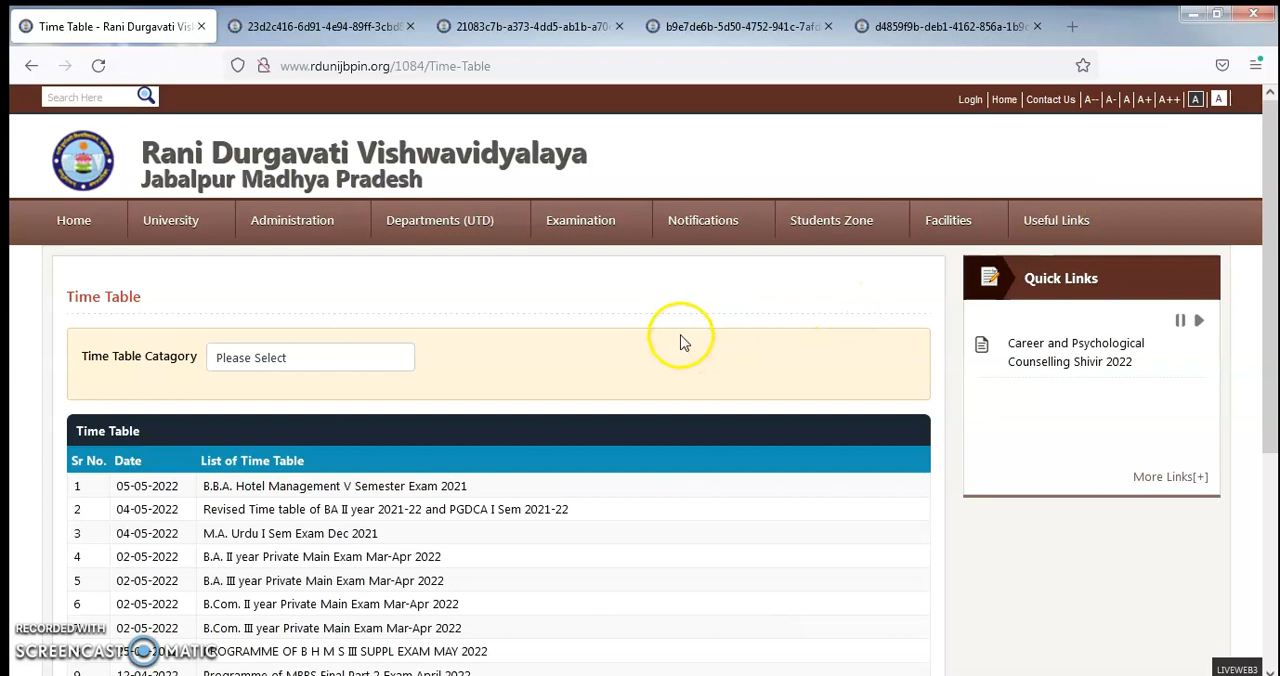 Time Table - Rani Durgavati Vis
23d2c416-6d91-4e94-89ff-3cbd8
21083c7b-a373-4dd5-ab1b-a70c
b9e7de6b-5d50-4752-941c-7afd
d4859f9b-deb1-4162-856a-1b9c
www.rdunijbpin.org/1084/Time-Table
Search Here
LogIn Home Contact Us A-- A- A A+ A++ A A
Rani Durgavati Vishwavidyalaya
Jabalpur Madhya Pradesh
Home University Administration Departments (UTD) Examination Notifications Students Zone Facilities Useful Links
Time Table
Time Table Catagory Please Select
Time Table
Sr No. Date List of Time Table
1 05-05-2022 B.B.A. Hotel Management V Semester Exam 2021
2 04-05-2022 Revised Time table of BA II year 2021-22 and PGDCA I Sem 2021-22
3 04-05-2022 M.A. Urdu I Sem Exam Dec 2021
4 02-05-2022 B.A. II year Private Main Exam Mar-Apr 2022
5 02-05-2022 B.A. III year Private Main Exam Mar-Apr 2022
6 02-05-2022 B.Com. II year Private Main Exam Mar-Apr 2022
02-05-2022 B.Com. III year Private Main Exam Mar-Apr 2022
PROGRAMME OF B H M S III SUPPL EXAM MAY 2022
9 12-04-2022 Programme of MBBS Final Part 2 Exam April 2022
Quick Links
Career and Psychological
Counselling Shivir 2022
More Links[+]
RECORDED WITH
SCREENCAST MATIC
LIVEWEB3